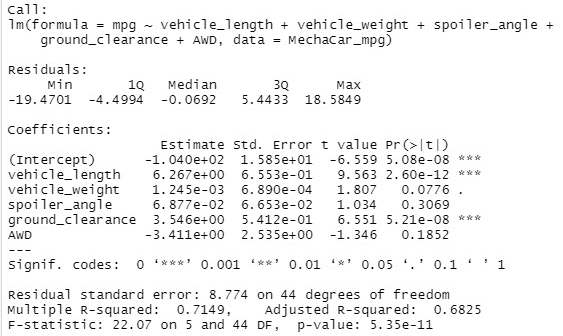 Call:
lm(formula = mpg ~ vehicle_length + vehicle_weight + spoiler_angle +
    ground_clearance + AWD, data = MechaCar_mpg)
Residuals:
     Min       1Q   Median       3Q      Max
-19.4701  -4.4994  -0.0692   5.4433  18.5849
Coefficients:
                   Estimate Std. Error t value Pr(>|t|)
(Intercept)      -1.040e+02  1.585e+01  -6.559 5.08e-08 ***
vehicle_length    6.267e+00  6.553e-01   9.563 2.60e-12 ***
vehicle_weight    1.245e-03  6.890e-04   1.807   0.0776 .
spoiler_angle     6.877e-02  6.653e-02   1.034   0.3069
ground_clearance  3.546e+00  5.412e-01   6.551 5.21e-08 ***
AWD              -3.411e+00  2.535e+00  -1.346   0.1852
---
Signif. codes:  0 ‘***’ 0.001 ‘**’ 0.01 ‘*’ 0.05 ‘.’ 0.1 ‘ ’ 1
Residual standard error: 8.774 on 44 degrees of freedom
Multiple R-squared:  0.7149,    Adjusted R-squared:  0.6825
F-statistic: 22.07 on 5 and 44 DF,  p-value: 5.35e-11